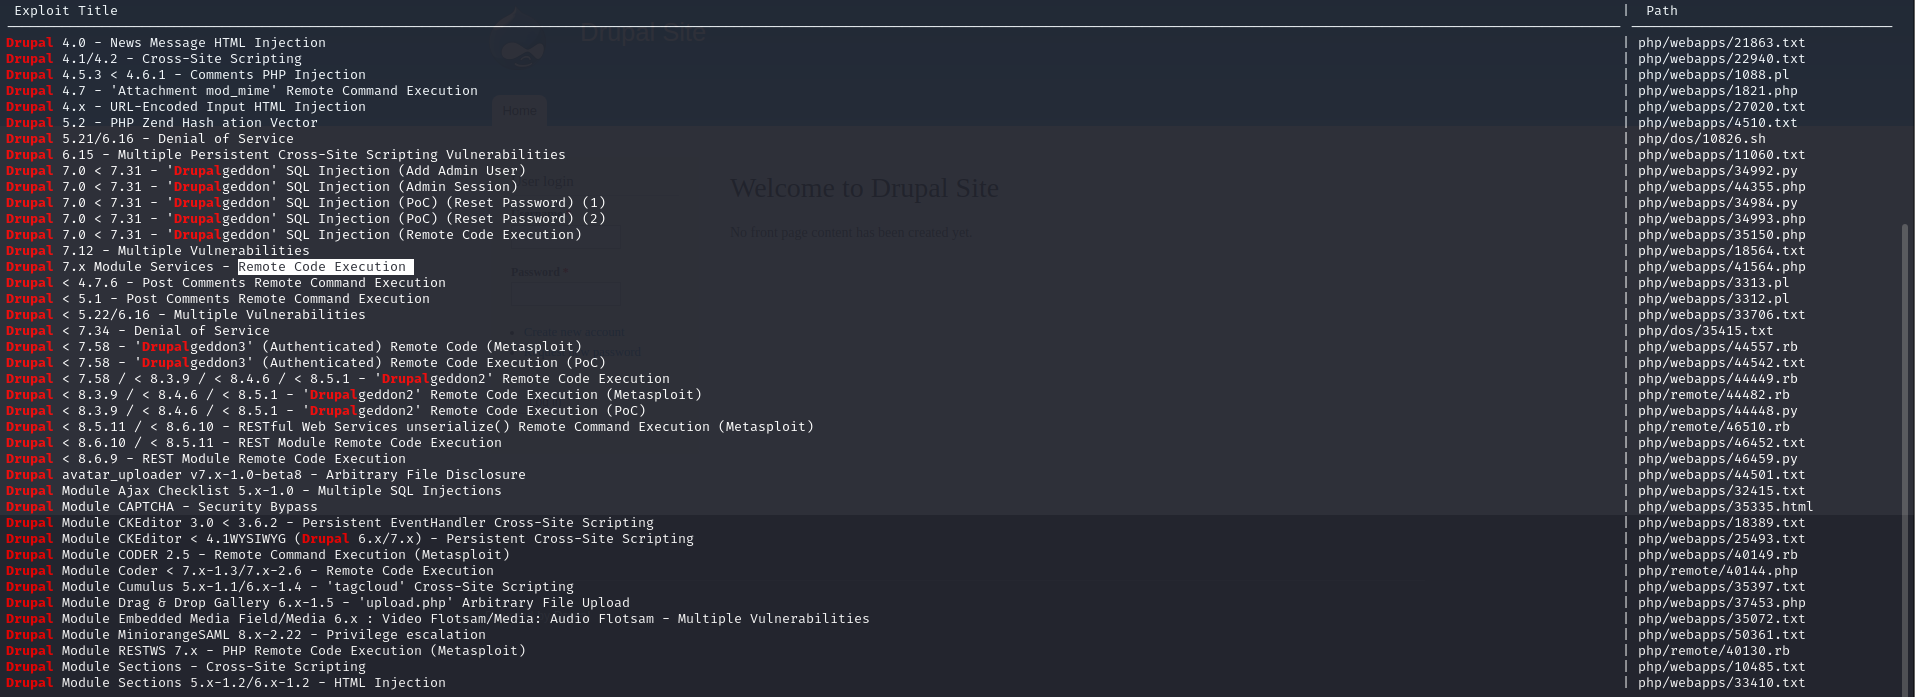 Exploit Title | Path
Drupal 4.0 - News Message HTML Injection | php/webapps/21863.txt
Drupal 4.1/4.2 - Cross-Site Scripting | php/webapps/22940.txt
Drupal 4.5.3 < 4.6.1 - Comments PHP Injection | php/webapps/1088.pl
Drupal 4.7 - 'Attachment mod_mime' Remote Command Execution | php/webapps/1821.php
Drupal 4.x - URL-Encoded Input HTML Injection | php/webapps/27020.txt
Drupal 5.2 - PHP Zend Hash ation Vector | php/webapps/4510.txt
Drupal 5.21/6.16 - Denial of Service | php/dos/10826.sh
Drupal 6.15 - Multiple Persistent Cross-Site Scripting Vulnerabilities | php/webapps/11060.txt
Drupal 7.0 < 7.31 - 'Drupalgeddon' SQL Injection (Add Admin User) | php/webapps/34992.py
Drupal 7.0 < 7.31 - 'Drupalgeddon' SQL Injection (Admin Session) | php/webapps/44355.php
Drupal 7.0 < 7.31 - 'Drupalgeddon' SQL Injection (PoC) (Reset Password) (1) | php/webapps/34984.py
Drupal 7.0 < 7.31 - 'Drupalgeddon' SQL Injection (PoC) (Reset Password) (2) | php/webapps/34993.php
Drupal 7.0 < 7.31 - 'Drupalgeddon' SQL Injection (Remote Code Execution) | php/webapps/35150.php
Drupal 7.12 - Multiple Vulnerabilities | php/webapps/18564.txt
Drupal 7.x Module Services - Remote Code Execution | php/webapps/41564.php
Drupal < 4.7.6 - Post Comments Remote Command Execution | php/webapps/3313.pl
Drupal < 5.1 - Post Comments Remote Command Execution | php/webapps/3312.pl
Drupal < 5.22/6.16 - Multiple Vulnerabilities | php/webapps/33706.txt
Drupal < 7.34 - Denial of Service | php/dos/35415.txt
Drupal < 7.58 - 'Drupalgeddon3' (Authenticated) Remote Code (Metasploit) | php/webapps/44557.rb
Drupal < 7.58 - 'Drupalgeddon3' (Authenticated) Remote Code Execution (PoC) | php/webapps/44542.txt
Drupal < 7.58 / < 8.3.9 / < 8.4.6 / < 8.5.1 - 'Drupalgeddon2' Remote Code Execution | php/webapps/44449.rb
Drupal < 8.3.9 / < 8.4.6 / < 8.5.1 - 'Drupalgeddon2' Remote Code Execution (Metasploit) | php/remote/44482.rb
Drupal < 8.3.9 / < 8.4.6 / < 8.5.1 - 'Drupalgeddon2' Remote Code Execution (PoC) | php/webapps/44448.py
Drupal < 8.5.11 / < 8.6.10 - RESTful Web Services unserialize() Remote Command Execution (Metasploit) | php/remote/46510.rb
Drupal < 8.6.10 / < 8.5.11 - REST Module Remote Code Execution | php/webapps/46452.txt
Drupal < 8.6.9 - REST Module Remote Code Execution | php/webapps/46459.py
Drupal avatar_uploader v7.x-1.0-beta8 - Arbitrary File Disclosure | php/webapps/44501.txt
Drupal Module Ajax Checklist 5.x-1.0 - Multiple SQL Injections | php/webapps/32415.txt
Drupal Module CAPTCHA - Security Bypass | php/webapps/35335.html
Drupal Module CKEditor 3.0 < 3.6.2 - Persistent EventHandler Cross-Site Scripting | php/webapps/18389.txt
Drupal Module CKEditor < 4.1WYSIWYG (Drupal 6.x/7.x) - Persistent Cross-Site Scripting | php/webapps/25493.txt
Drupal Module CODER 2.5 - Remote Command Execution (Metasploit) | php/webapps/40149.rb
Drupal Module Coder < 7.x-1.3/7.x-2.6 - Remote Code Execution | php/remote/40144.php
Drupal Module Cumulus 5.x-1.1/6.x-1.4 - 'tagcloud' Cross-Site Scripting | php/webapps/35397.txt
Drupal Module Drag & Drop Gallery 6.x-1.5 - 'upload.php' Arbitrary File Upload | php/webapps/37453.php
Drupal Module Embedded Media Field/Media 6.x : Video Flotsam/Media: Audio Flotsam - Multiple Vulnerabilities | php/webapps/35072.txt
Drupal Module MiniorangeSAML 8.x-2.22 - Privilege escalation | php/webapps/50361.txt
Drupal Module RESTWS 7.x - PHP Remote Code Execution (Metasploit) | php/remote/40130.rb
Drupal Module Sections - Cross-Site Scripting | php/webapps/10485.txt
Drupal Module Sections 5.x-1.2/6.x-1.2 - HTML Injection | php/webapps/33410.txt
Drupal Site
Home
Welcome to Drupal Site
No front page content has been created yet.
Password *
Create new account